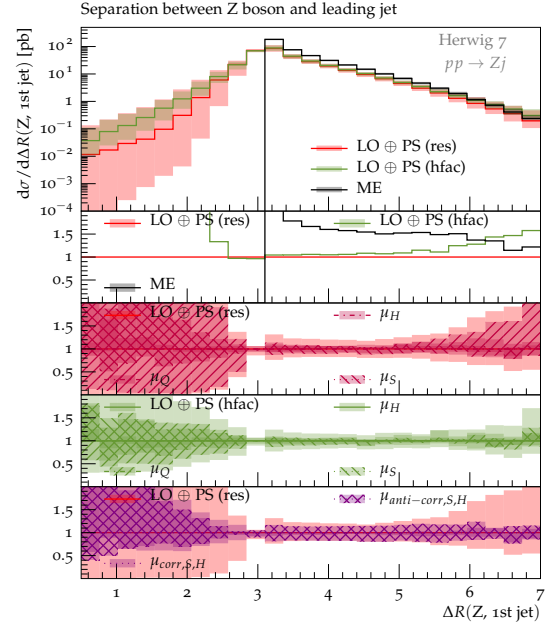 Separation between Z boson and leading jet
dσ/dΔR(Z, 1st jet) [pb]
10^2
10^1
1
10^−1
10^−2
10^−3
10^−4
Herwig 7
pp → Zj
LO ⊕ PS (res)
LO ⊕ PS (hfac)
ME
LO ⊕ PS (res)
LO ⊕ PS (hfac)
1.5
1
0.5
ME
LO ⊕ PS (res)
μ_H
1.5
1
0.5
μ_Q
μ_S
LO ⊕ PS (hfac)
μ_H
1.5
1
0.5
μ_Q
μ_S
LO ⊕ PS (res)
μ_anti−corr,S,H
1.5
1
0.5
μ_corr,S,H
1 2 3 4 5 6 7
ΔR(Z, 1st jet)